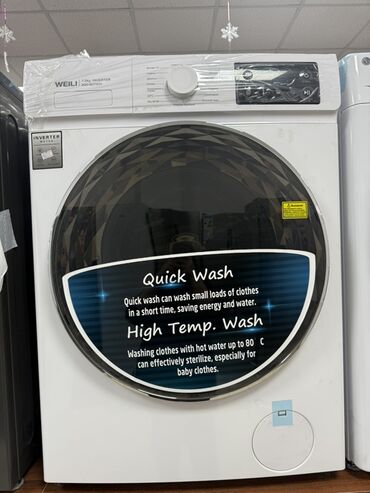 WEILI
INVERTER
Quick Wash
Quick wash can wash small loads of clothes
in a short time, saving energy and water.
High Temp. Wash
Washing clothes with hot water up to 80 C
can effectively sterilize, especially for
baby clothes.